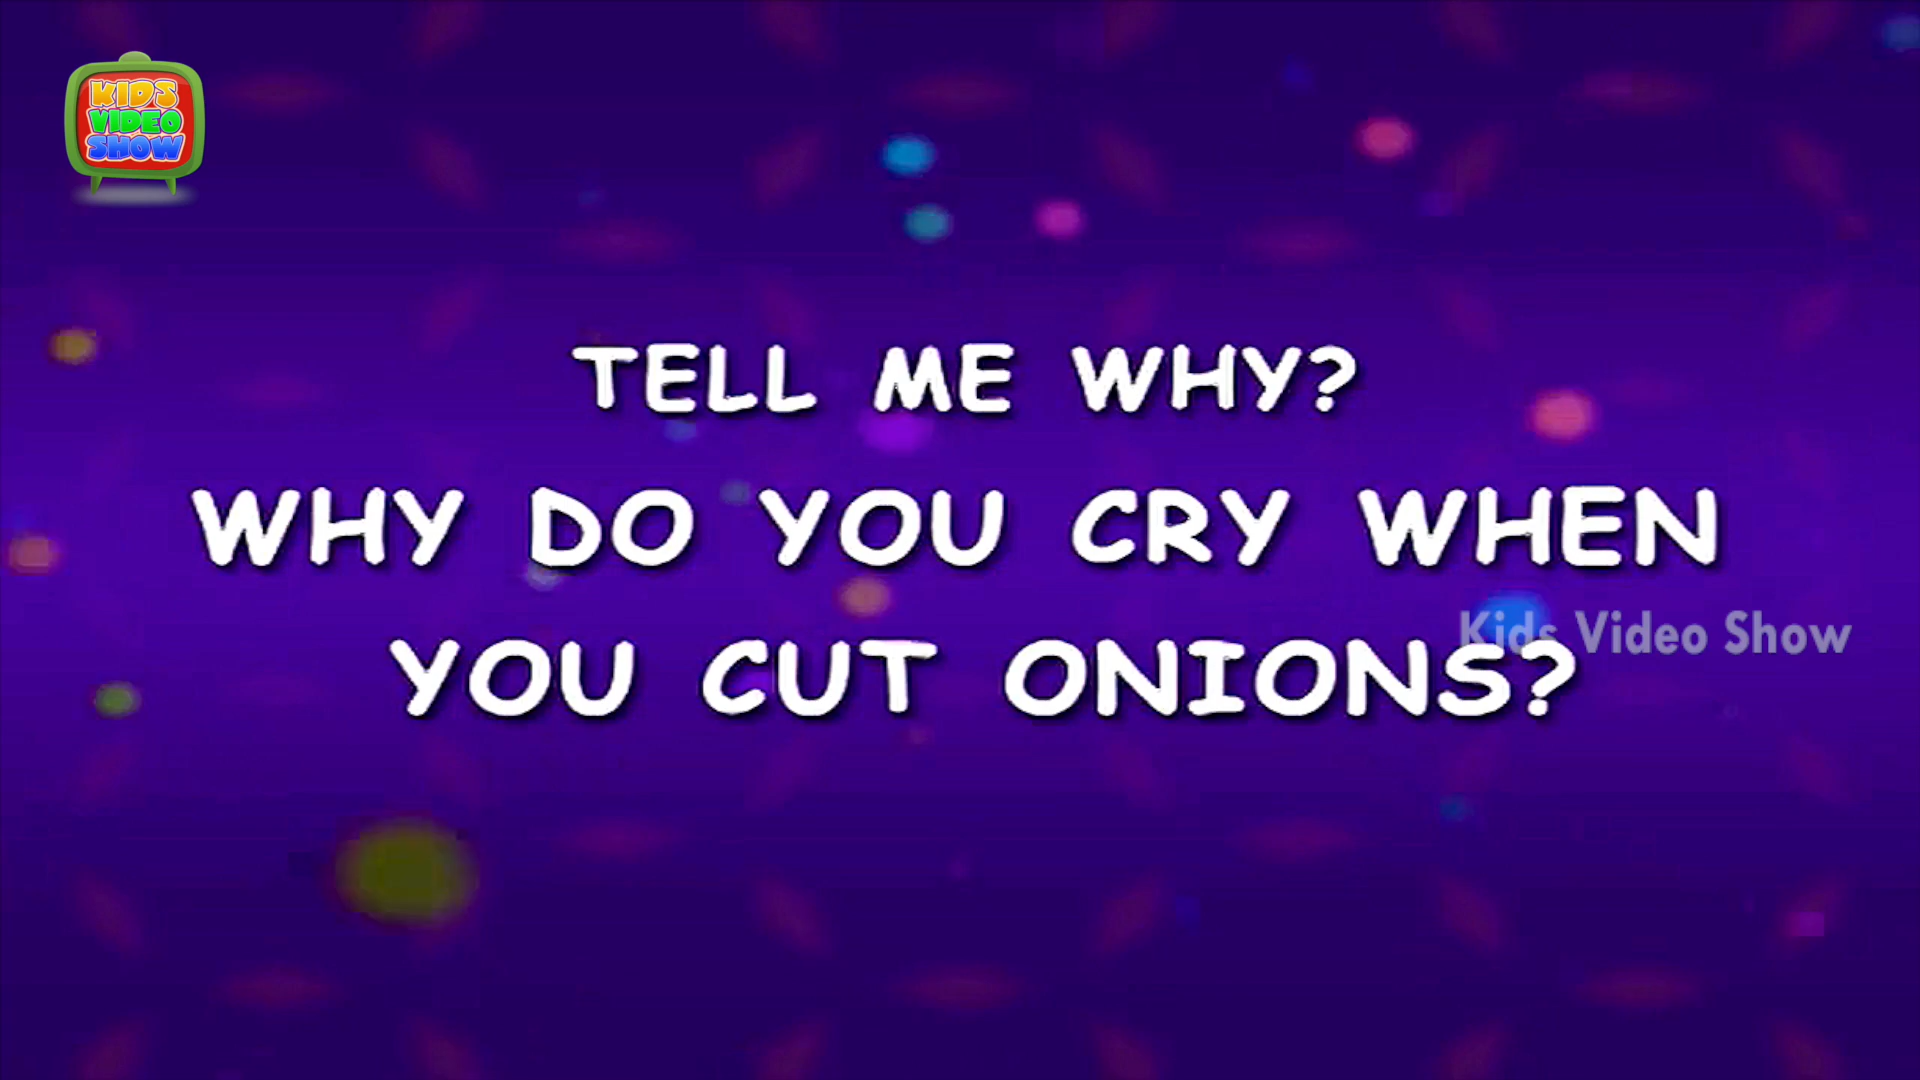 KIDS
VIDEO
SHOW
TELL ME WHY?
WHY DO YOU CRY WHEN
YOU CUT ONIONS?
Kids Video Show